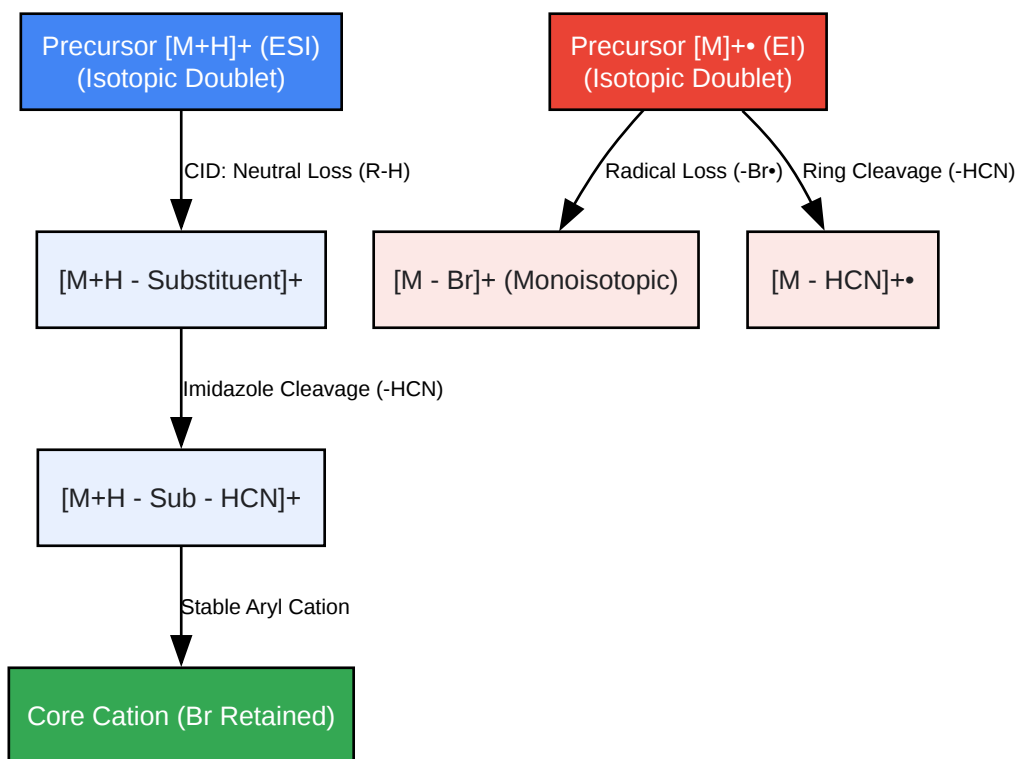 Precursor [M+H]+ (ESI)
(Isotopic Doublet)
Precursor [M]+• (EI)
(Isotopic Doublet)
CID: Neutral Loss (R-H)
Radical Loss (-Br•)
Ring Cleavage (-HCN)
[M+H - Substituent]+
[M - Br]+ (Monoisotopic)
[M - HCN]+•
Imidazole Cleavage (-HCN)
[M+H - Sub - HCN]+
Stable Aryl Cation
Core Cation (Br Retained)